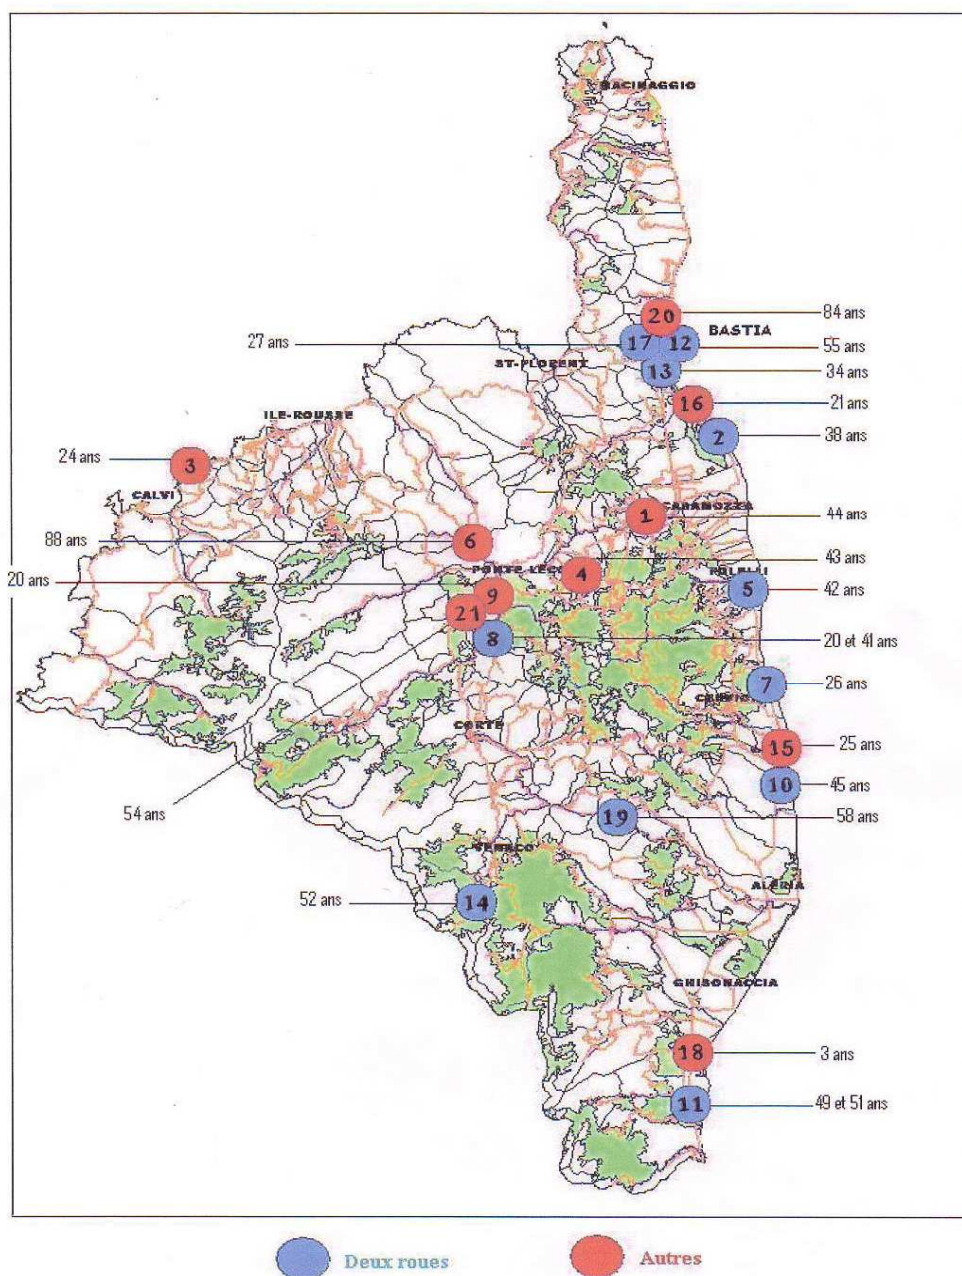 MACINAGGIO
20
84 ans
BASTIA
27 ans
17
12
55 ans
ST-FLORENT
13
34 ans
16
21 ans
ILE-ROUSSE
2
38 ans
24 ans
3
CALVI
1
CASAMOZZA
44 ans
88 ans
6
43 ans
PONTE-LECC
4
20 ans
9
5
42 ans
21
8
20 et 41 ans
7
26 ans
CORTE
15
25 ans
10
45 ans
54 ans
19
58 ans
VENACO
ALERIA
52 ans
14
GHISONACCIA
18
3 ans
11
49 et 51 ans
Deux roues
Autres